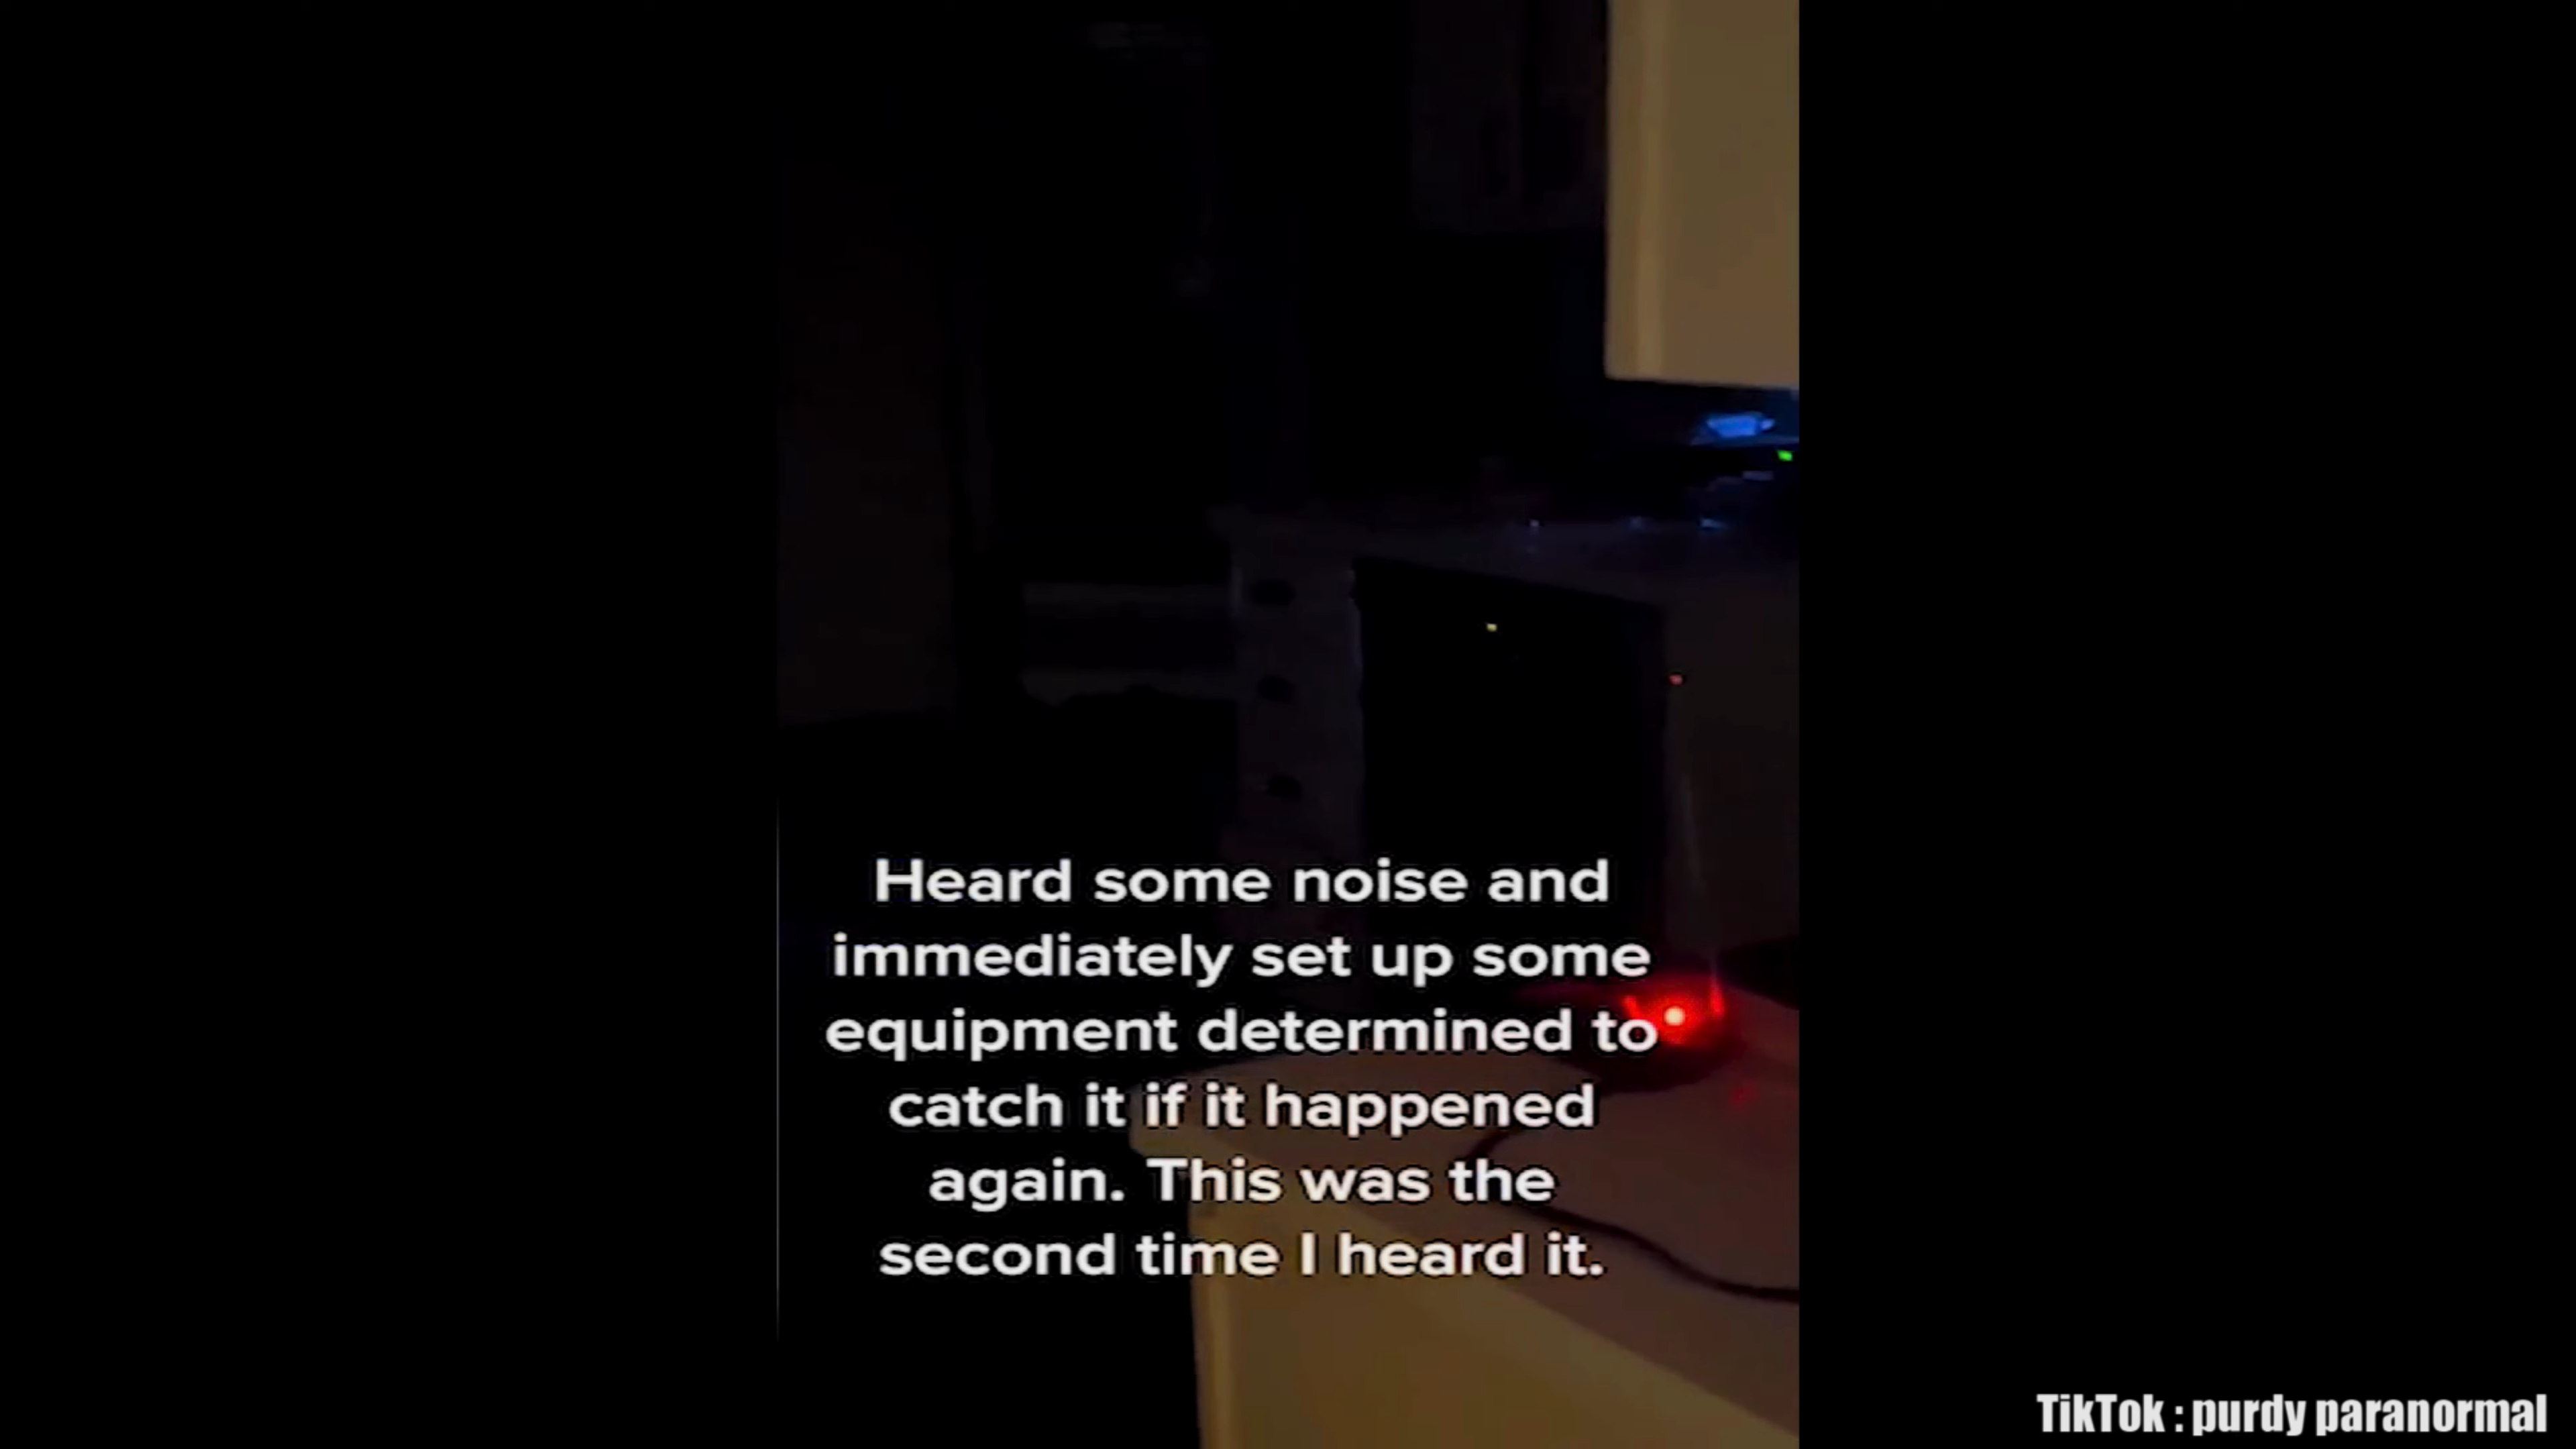 Heard some noise and
immediately set up some
equipment determined to
catch it if it happened
again. This was the
second time I heard it.
TikTok : purdy paranormal